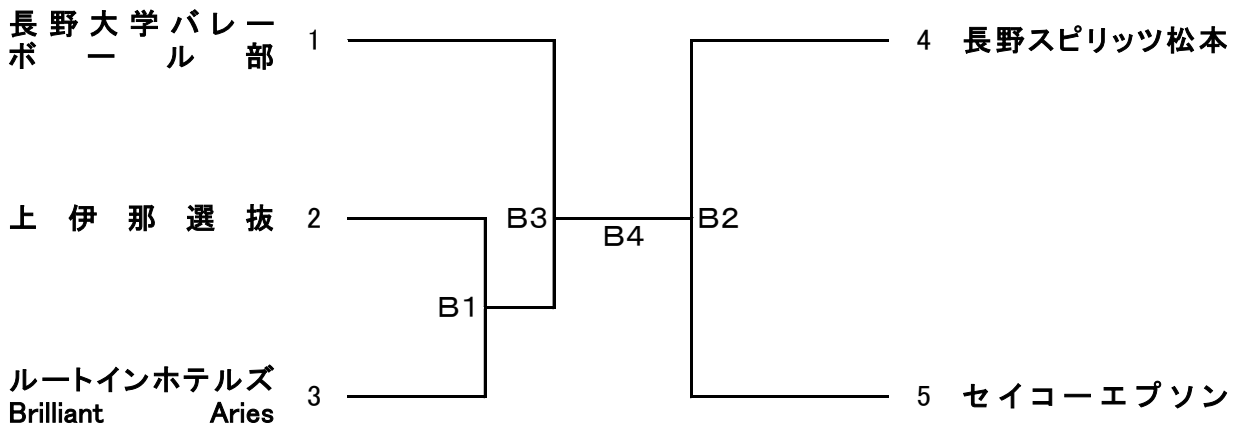 長野大学バレー
ボール部 1
4 長野スピリッツ松本
上伊那選抜 2
B3
B4
B2
B1
ルートインホテルズ
Brilliant Aries 3
5 セイコーエプソン